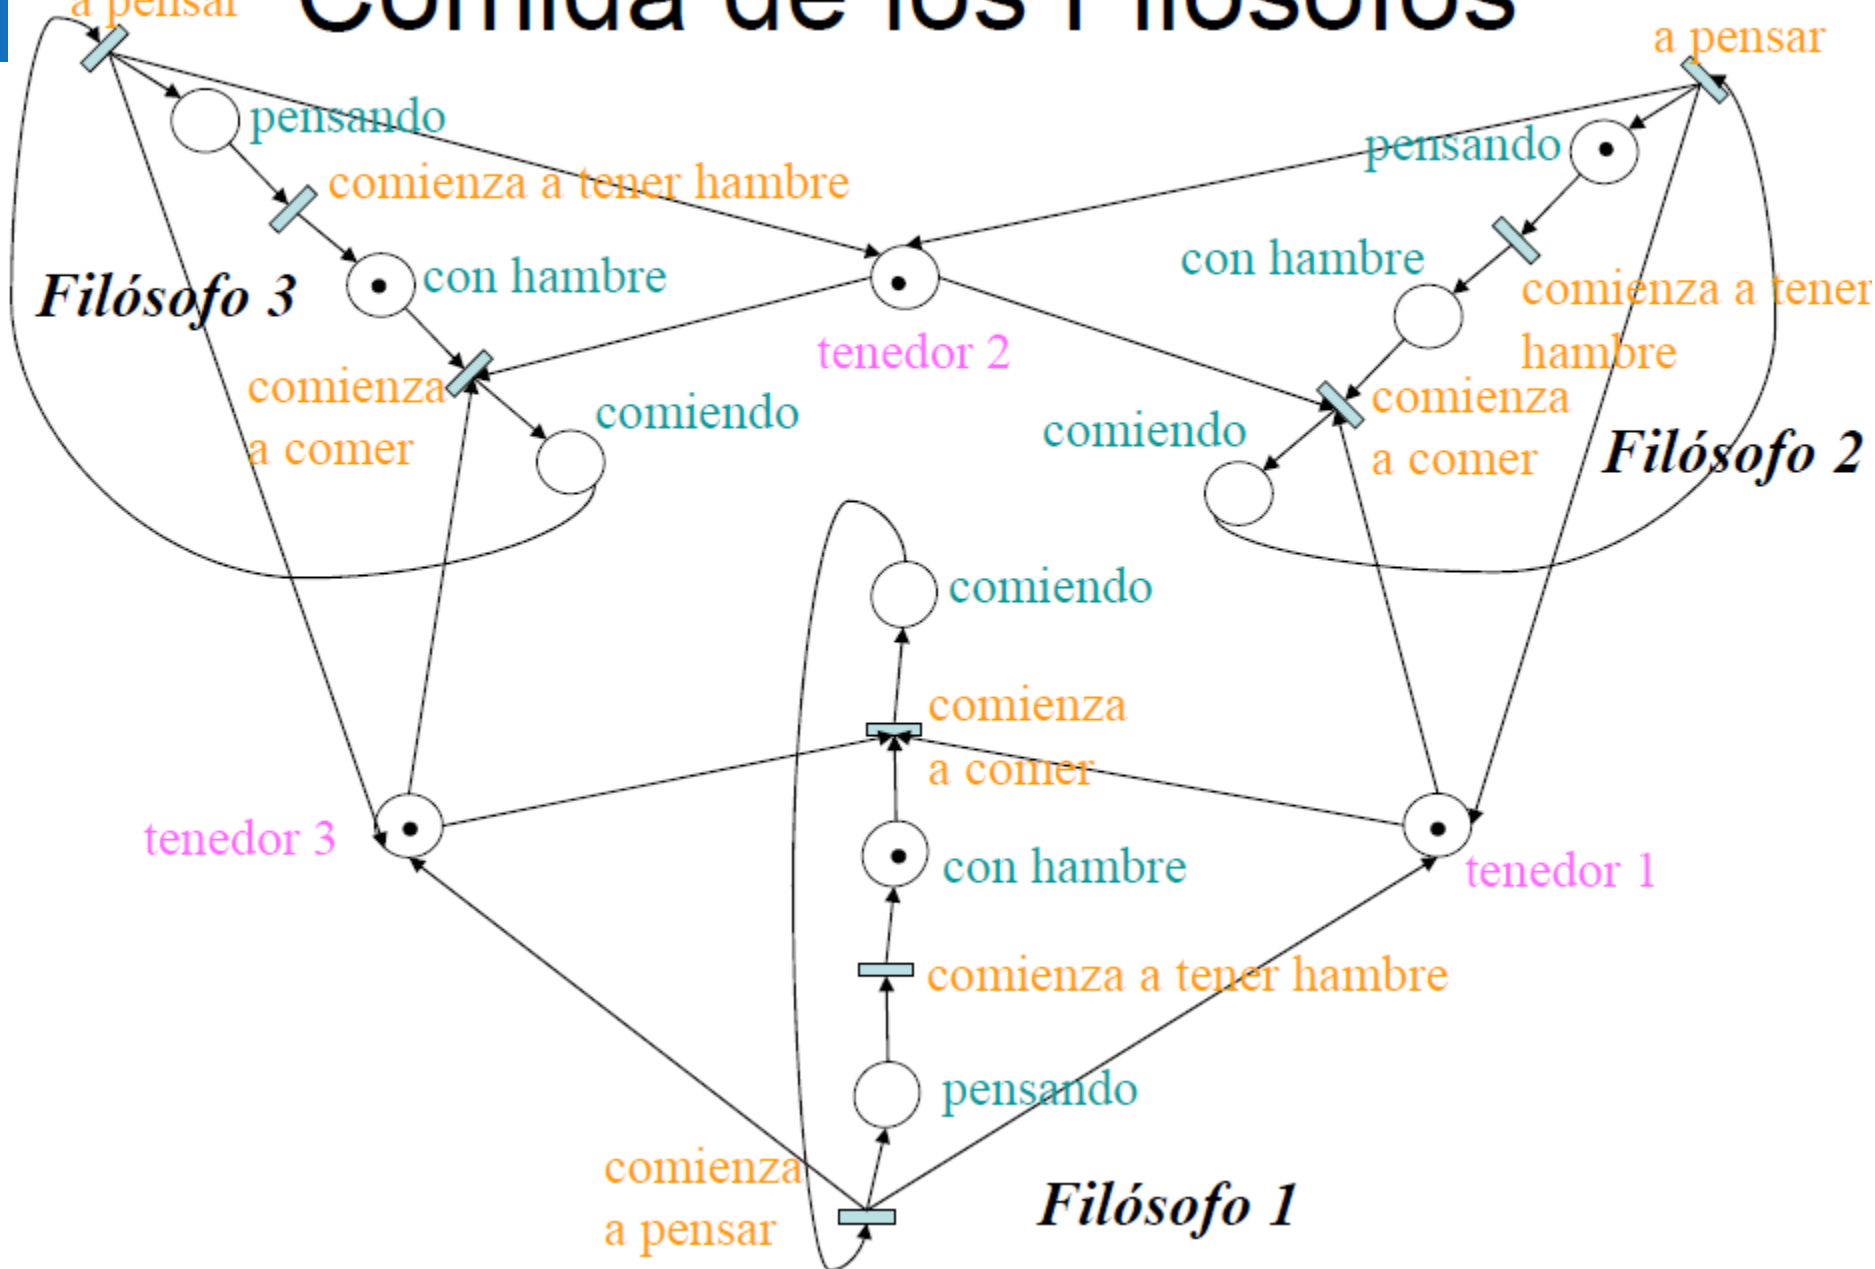 Comida de los Filósofos
a pensar
a pensar
pensando
pensando
comienza a tener hambre
con hambre
con hambre
Filósofo 3
comienza a tener
hambre
tenedor 2
comienza
a comer
comiendo
comienza
a comer
comiendo
Filósofo 2
comiendo
comienza
a comer
tenedor 3
con hambre
tenedor 1
comienza a tener hambre
pensando
comienza
a pensar
Filósofo 1